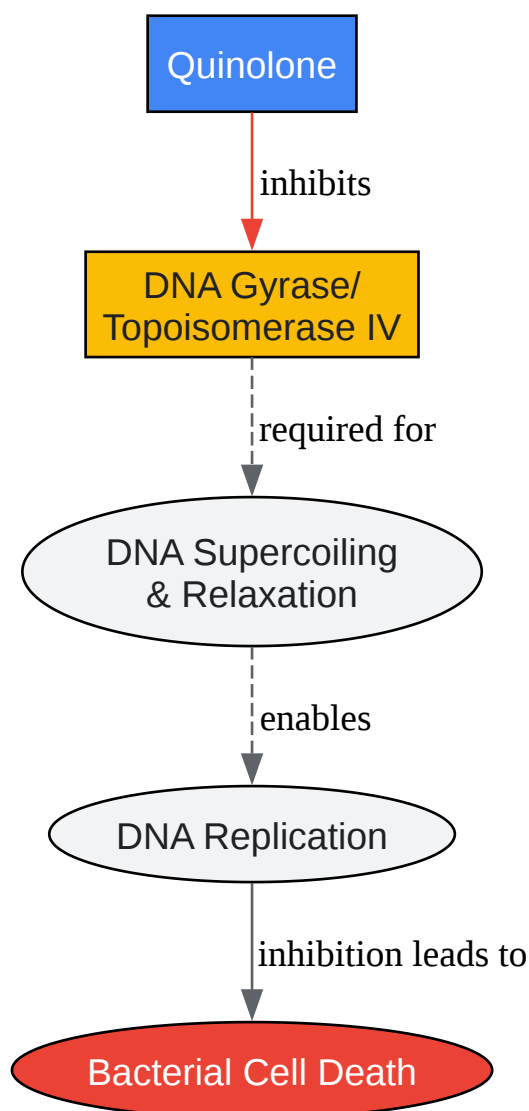 Quinolone
inhibits
DNA Gyrase/
Topoisomerase IV
required for
DNA Supercoiling
& Relaxation
enables
DNA Replication
inhibition leads to
Bacterial Cell Death